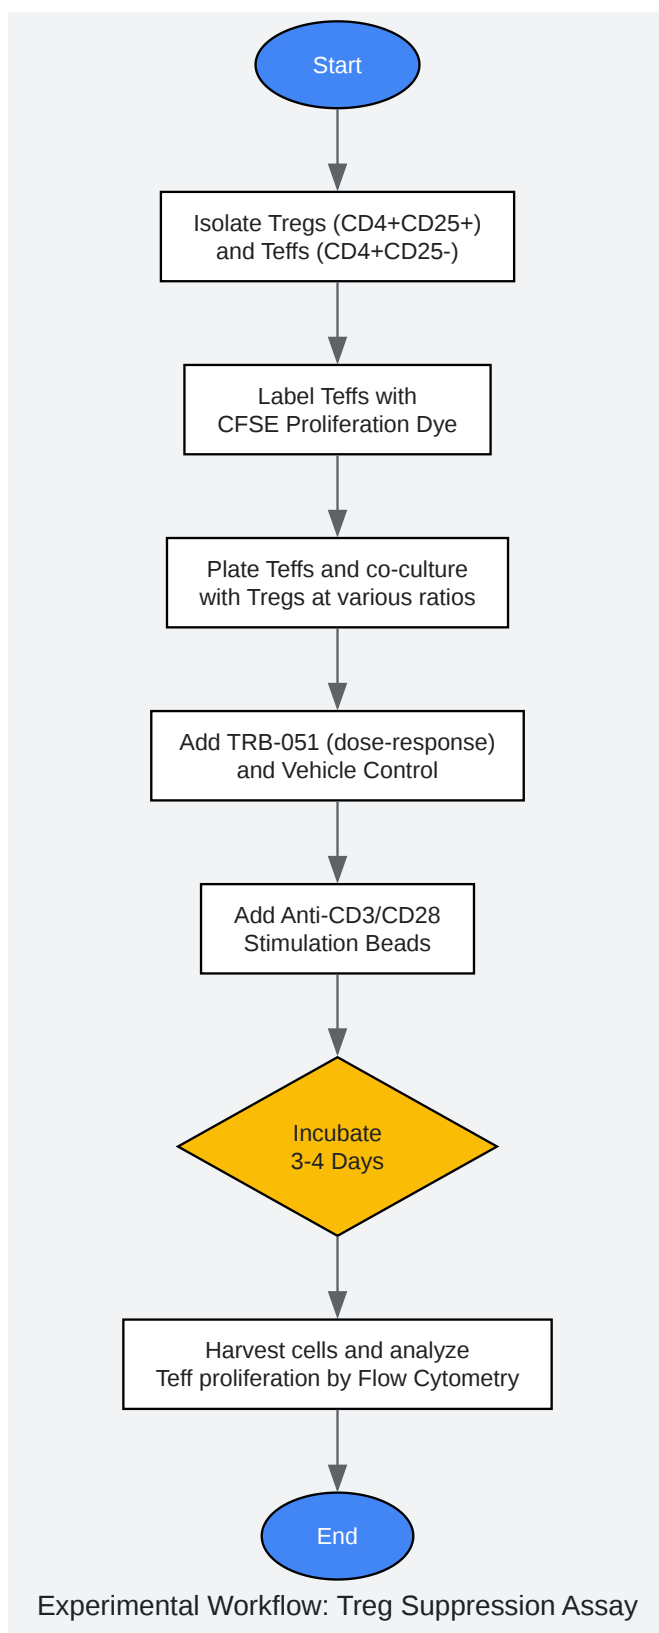 Start
Isolate Tregs (CD4+CD25+)
and Teffs (CD4+CD25-)
Label Teffs with
CFSE Proliferation Dye
Plate Teffs and co-culture
with Tregs at various ratios
Add TRB-051 (dose-response)
and Vehicle Control
Add Anti-CD3/CD28
Stimulation Beads
Incubate
3-4 Days
Harvest cells and analyze
Teff proliferation by Flow Cytometry
End
Experimental Workflow: Treg Suppression Assay